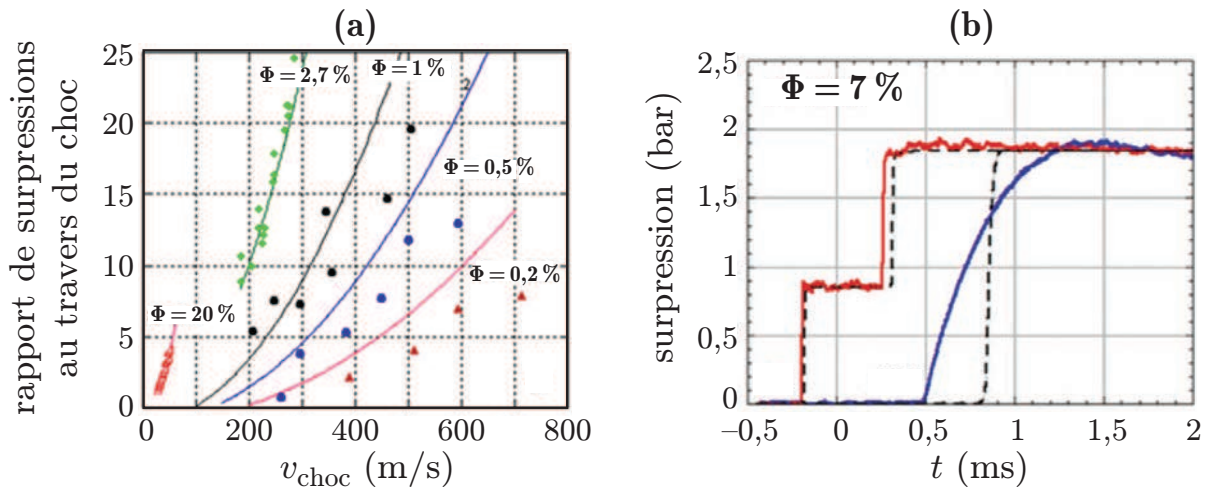 (a)
rapport de surpressions
au travers du choc
25
20
15
10
5
0
Φ = 2,7 %
Φ = 1 %
2
Φ = 0,5 %
Φ = 0,2 %
Φ = 20 %
0 200 400 600 800
v_choc (m/s)
(b)
surpression (bar)
2,5
2
1,5
1
0,5
0
Φ = 7 %
−0,5 0 0,5 1 1,5 2
t (ms)